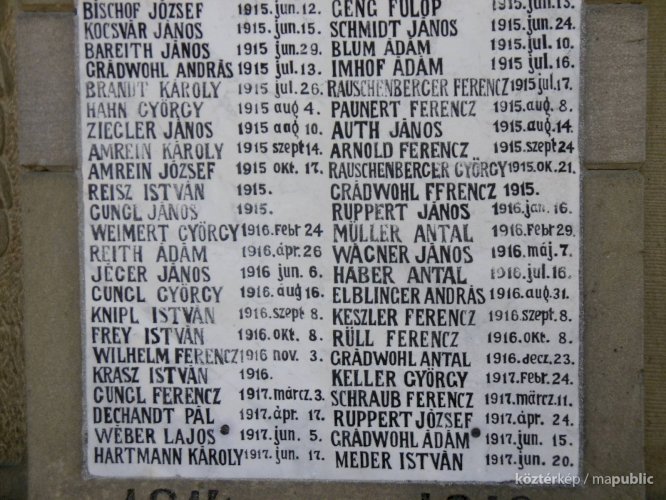 BISCHOF JÓZSEF 1915.jun.12. GENG FÜLÖP 1915.jun.13.
KOCSVÁR JÁNOS 1915.jun. 22. SCHMIDT JÁNOS 1915.jun.24.
BAREITH JÁNOS 1915.jun.29. BLUM ÁDÁM 1915.jul.10.
GRÁDWOHL ANDRÁS 1915 jul.13. IMHOF ÁDÁM 1915.jul.16.
BRANDT KÁROLY 1915.jul.26. RAUSCHENBERGER FERENCZ 1915 jul.17.
HAHN GYÖRGY 1915 aug 4. PAUNERT FERENCZ 1915.aug.8.
ZIEGLER JÁNOS 1915 aug 10. AUTH JÁNOS 1915.aug.14.
AMREIN KÁROLY 1915 szept 14. ARNOLD FERENCZ 1915.szept 24
AMREIN JÓZSEF 1915 okt. 17. RAUSCHENBERGER GYÖRGY 1915.ok.21.
REISZ ISTVÁN 1915. GRÁDWOHL FFRENCZ 1915.
GUNGL JÁNOS 1915. RUPPERT JÁNOS 1916.jan.16.
WEIMERT GYÖRGY 1916.Febr 24 MÜLLER ANTAL 1916.Feb 29.
REITH ÁDÁM 1916.ápr.26 WÁGNER JÁNOS 1916.máj.7.
JÉGER JÁNOS 1916 jun. 6. HÁBER ANTAL 1916.jul.16.
GUNGL GYÖRGY 1916.aug 16. ELBLINGER ANDRÁS 1916.aug.31.
KNIPL ISTVÁN 1916.szept 8. KESZLER FERENCZ 1916.szept.8.
FREY ISTVÁN 1916.okt. 8. RÜLL FERENCZ 1916.okt. 8.
WILHELM FERENCZ 1916 nov. 3. GRÁDWOHL ANTAL 1916.decz.23.
KRASZ ISTVÁN 1916. KELLER GYÖRGY 1917.Febr.24.
GUNGL FERENCZ 1917.márcz.3. SCHRAUB FERENCZ 1917.márcz.11.
DECHANDT PÁL 1917.ápr. 17. RUPPERT JÓZSEF 1917.ápr. 24.
WÉBER LAJOS 1917.jun. 5. GRÁDWOHL ÁDÁM 1917.jun. 15.
HARTMANN KÁROLY 1917.jun. 17. MÉDER ISTVÁN 1917.jun. 20.
köztérkép / mapublic